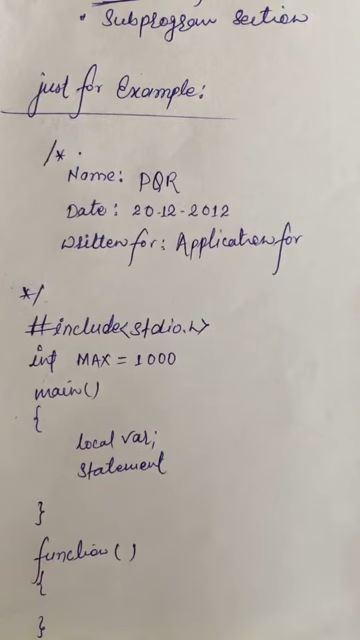 • Subprogram Section
just for Example:
/*
Name: PQR
Date: 20-12-2012
written for: Application for
*/
#include<stdio.h>
int MAX = 1000
main()
{
local var;
Statement
}
function()
{
}